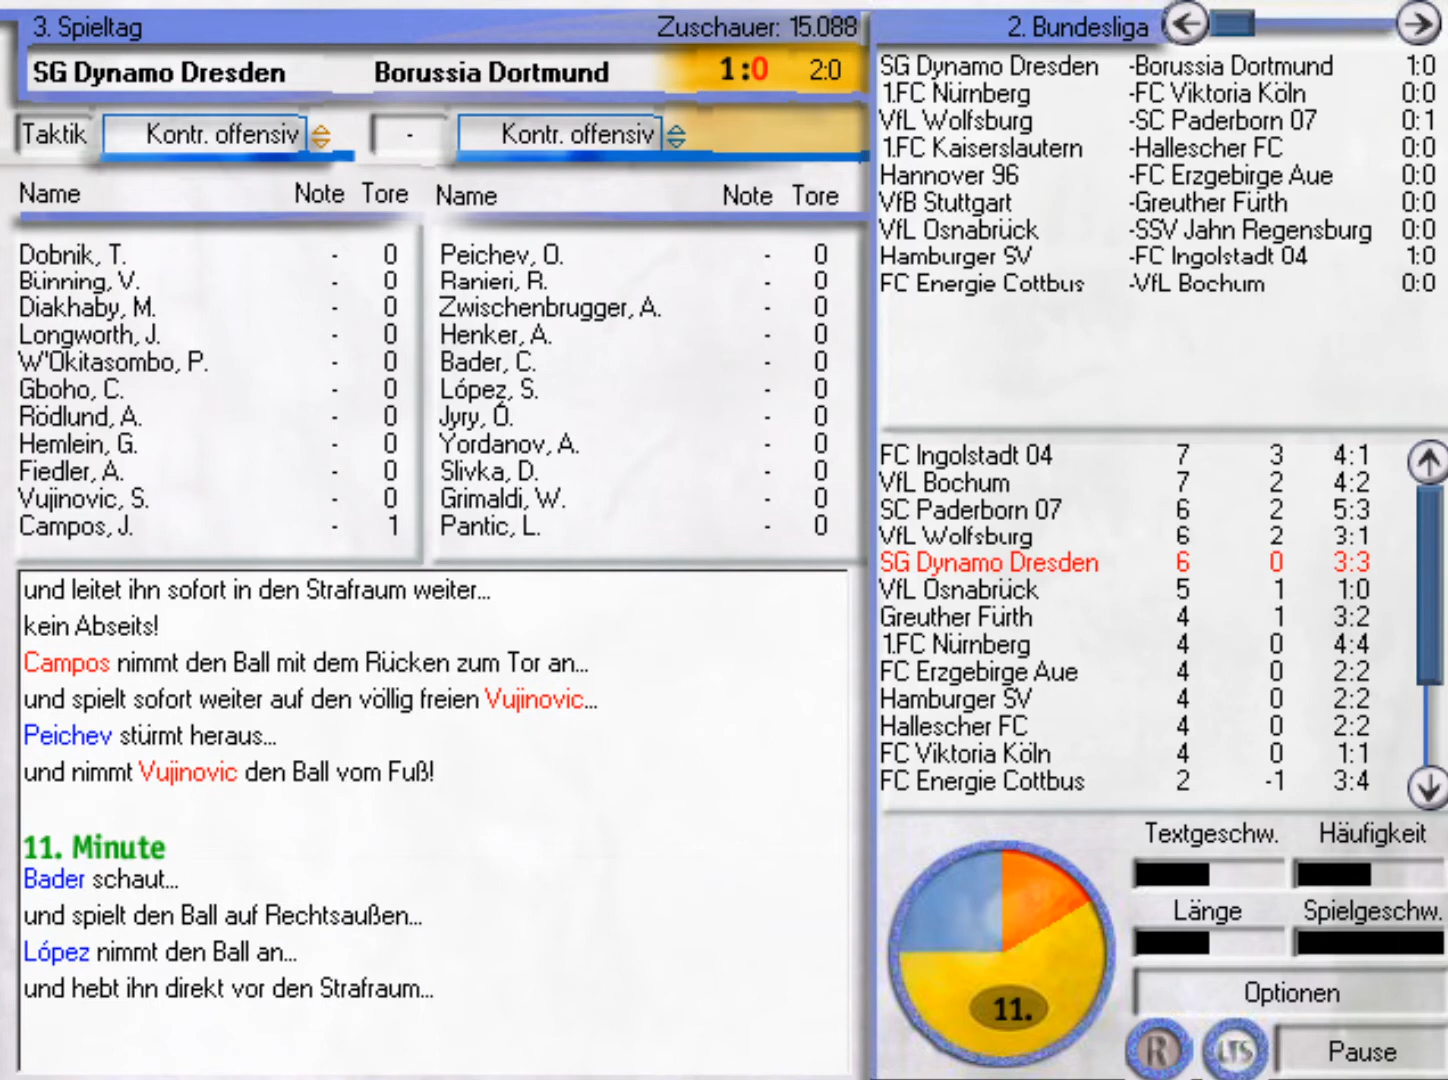 3. Spieltag Zuschauer: 15.088
SG Dynamo Dresden Borussia Dortmund 1:0 2:0
Taktik Kontr. offensiv - Kontr. offensiv
Name Note Tore Name Note Tore
Dobnik, T. - 0
Bünning, V. - 0
Diakhaby, M. - 0
Longworth, J. - 0
W'Okitasombo, P. - 0
Gboho, C. - 0
Rödlund, A. - 0
Hemlein, G. - 0
Fiedler, A. - 0
Vujinovic, S. - 0
Campos, J. - 1
Peichev, O. - 0
Ranieri, R. - 0
Zwischenbrugger, A. - 0
Henker, A. - 0
Bader, C. - 0
López, S. - 0
Jyry, Ó. - 0
Yordanov, A. - 0
Slivka, D. - 0
Grimaldi, W. - 0
Pantic, L. - 0
und leitet ihn sofort in den Strafraum weiter...
kein Abseits!
Campos nimmt den Ball mit dem Rücken zum Tor an...
und spielt sofort weiter auf den völlig freien Vujinovic...
Peichev stürmt heraus...
und nimmt Vujinovic den Ball vom Fuß!
11. Minute
Bader schaut...
und spielt den Ball auf Rechtsaußen...
López nimmt den Ball an...
und hebt ihn direkt vor den Strafraum...
2. Bundesliga
SG Dynamo Dresden -Borussia Dortmund 1:0
1.FC Nürnberg -FC Viktoria Köln 0:0
VfL Wolfsburg -SC Paderborn 07 0:1
1.FC Kaiserslautern -Hallescher FC 0:0
Hannover 96 -FC Erzgebirge Aue 0:0
VfB Stuttgart -Greuther Fürth 0:0
VfL Osnabrück -SSV Jahn Regensburg 0:0
Hamburger SV -FC Ingolstadt 04 1:0
FC Energie Cottbus -VfL Bochum 0:0
FC Ingolstadt 04 7 3 4:1
VfL Bochum 7 2 4:2
SC Paderborn 07 6 2 5:3
VfL Wolfsburg 6 2 3:1
SG Dynamo Dresden 6 0 3:3
VfL Osnabrück 5 1 1:0
Greuther Fürth 4 1 3:2
1.FC Nürnberg 4 0 4:4
FC Erzgebirge Aue 4 0 2:2
Hamburger SV 4 0 2:2
Hallescher FC 4 0 2:2
FC Viktoria Köln 4 0 1:1
FC Energie Cottbus 2 -1 3:4
Textgeschw. Häufigkeit
Länge Spielgeschw.
11.
Optionen
R LTS Pause